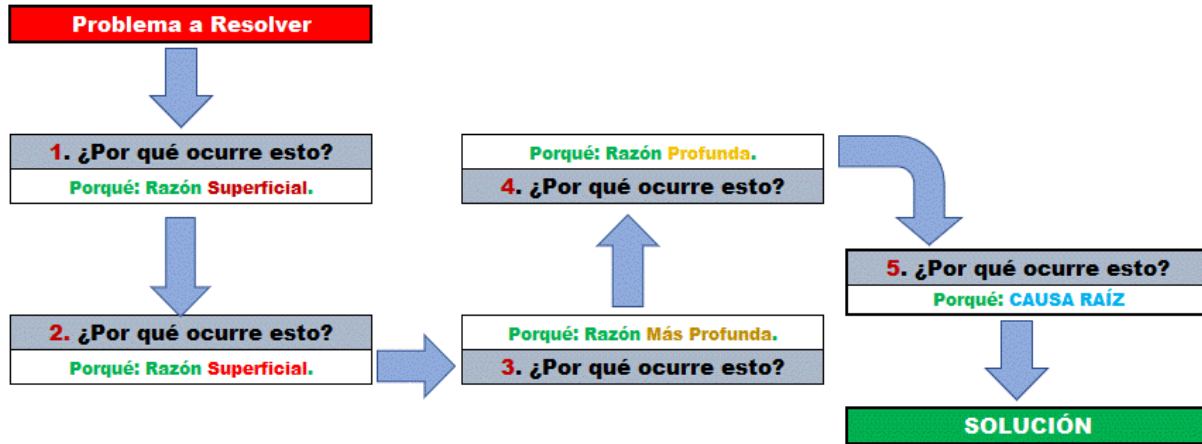 Problema a Resolver
1. ¿Por qué ocurre esto?
Porqué: Razón Superficial.
2. ¿Por qué ocurre esto?
Porqué: Razón Superficial.
Porqué: Razón Más Profunda.
3. ¿Por qué ocurre esto?
Porqué: Razón Profunda.
4. ¿Por qué ocurre esto?
5. ¿Por qué ocurre esto?
Porqué: CAUSA RAÍZ
SOLUCIÓN